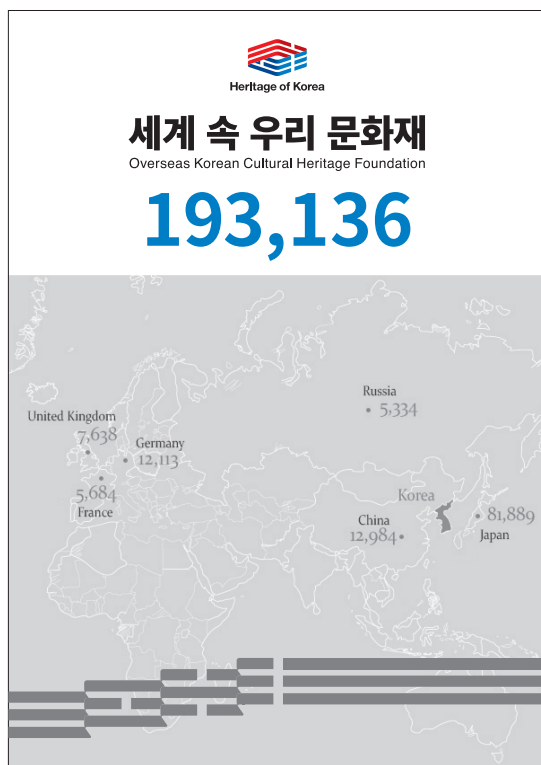 Heritage of Korea
세계 속 우리 문화재
Overseas Korean Cultural Heritage Foundation
193,136
Russia
5,334
United Kingdom
7,638
Germany
12,113
5,684
France
Korea
China
12,984
81,889
Japan